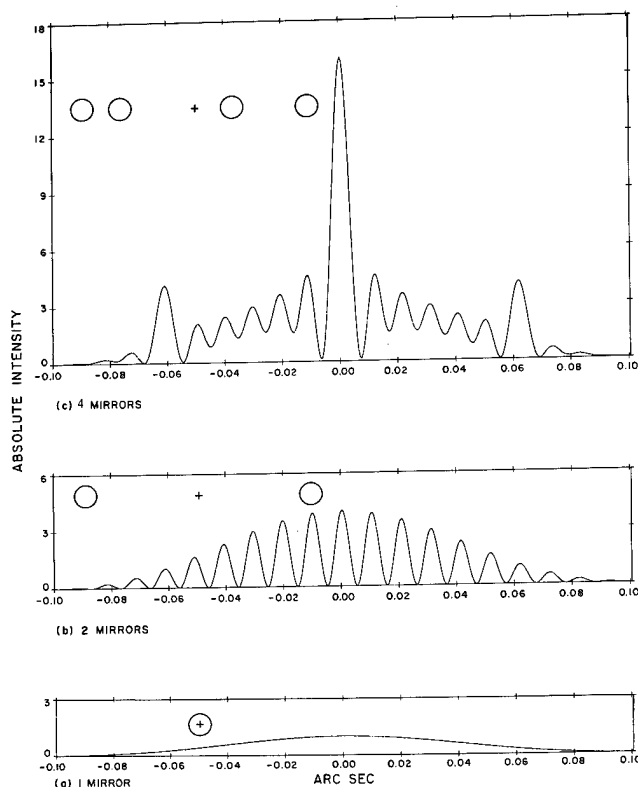 18
15
12
9
6
3
0
-0.10 -0.08 -0.06 -0.04 -0.02 0.00 0.02 0.04 0.06 0.08 0.10
(c) 4 MIRRORS
ABSOLUTE INTENSITY
6
3
0
-0.10 -0.08 -0.06 -0.04 -0.02 0.00 0.02 0.04 0.06 0.08 0.10
(b) 2 MIRRORS
3
0
-0.10 -0.08 -0.06 -0.04 -0.02 0.00 0.02 0.04 0.06 0.08 0.10
(a) 1 MIRROR
ARC SEC